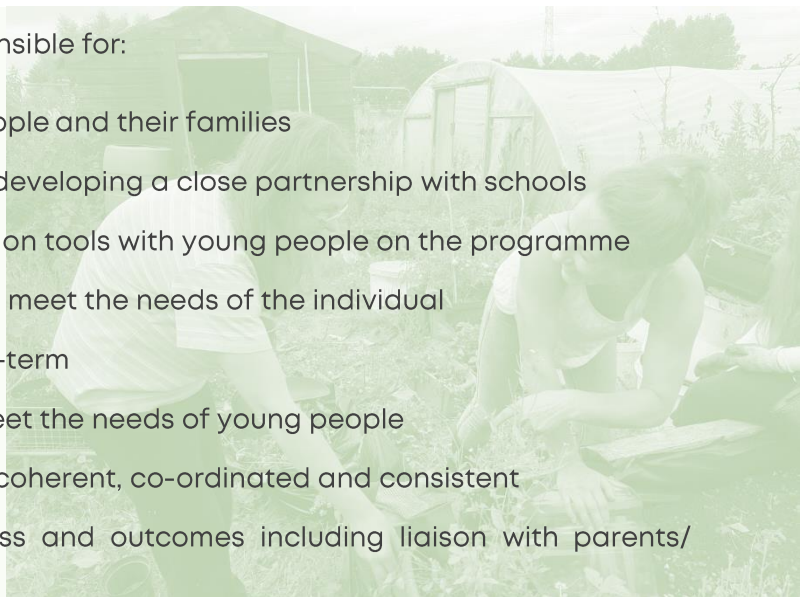 nsible for:
ople and their families
developing a close partnership with schools
on tools with young people on the programme
meet the needs of the individual
-term
eet the needs of young people
coherent, co-ordinated and consistent
ss and outcomes including liaison with parents/